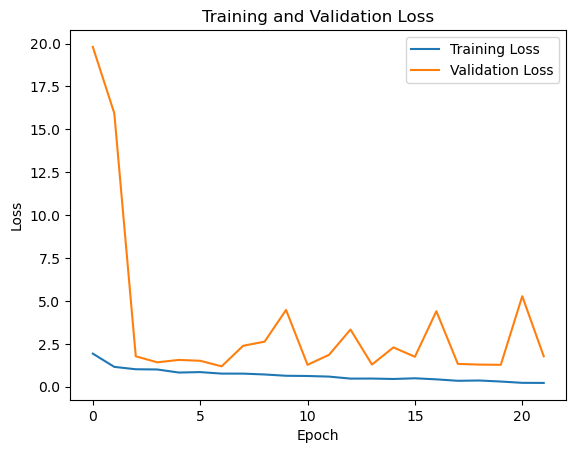 Training and Validation Loss
Training Loss
Validation Loss
20.0
17.5
15.0
12.5
10.0
7.5
5.0
2.5
0.0
Loss
0 5 10 15 20
Epoch